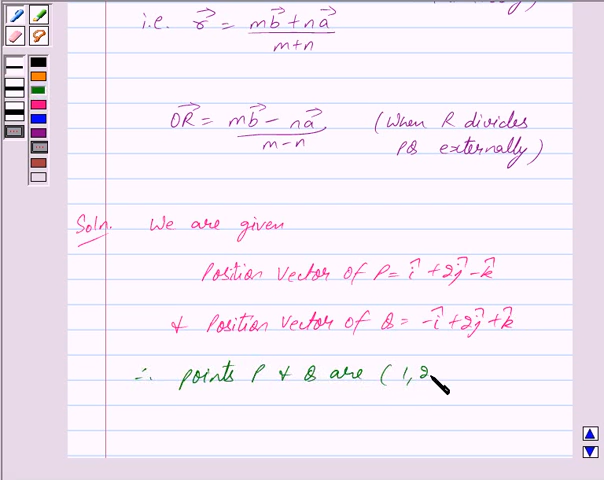 i.e. r⃗ = (mb⃗ + na⃗)/(m+n)
OR⃗ = (mb⃗ − na⃗)/(m−n) (When R divides
PQ externally)
Soln. We are given
Position Vector of P = î + 2ĵ − k̂
& Position Vector of Q = −î + 2ĵ + k̂
∴ points P & Q are (1, 2